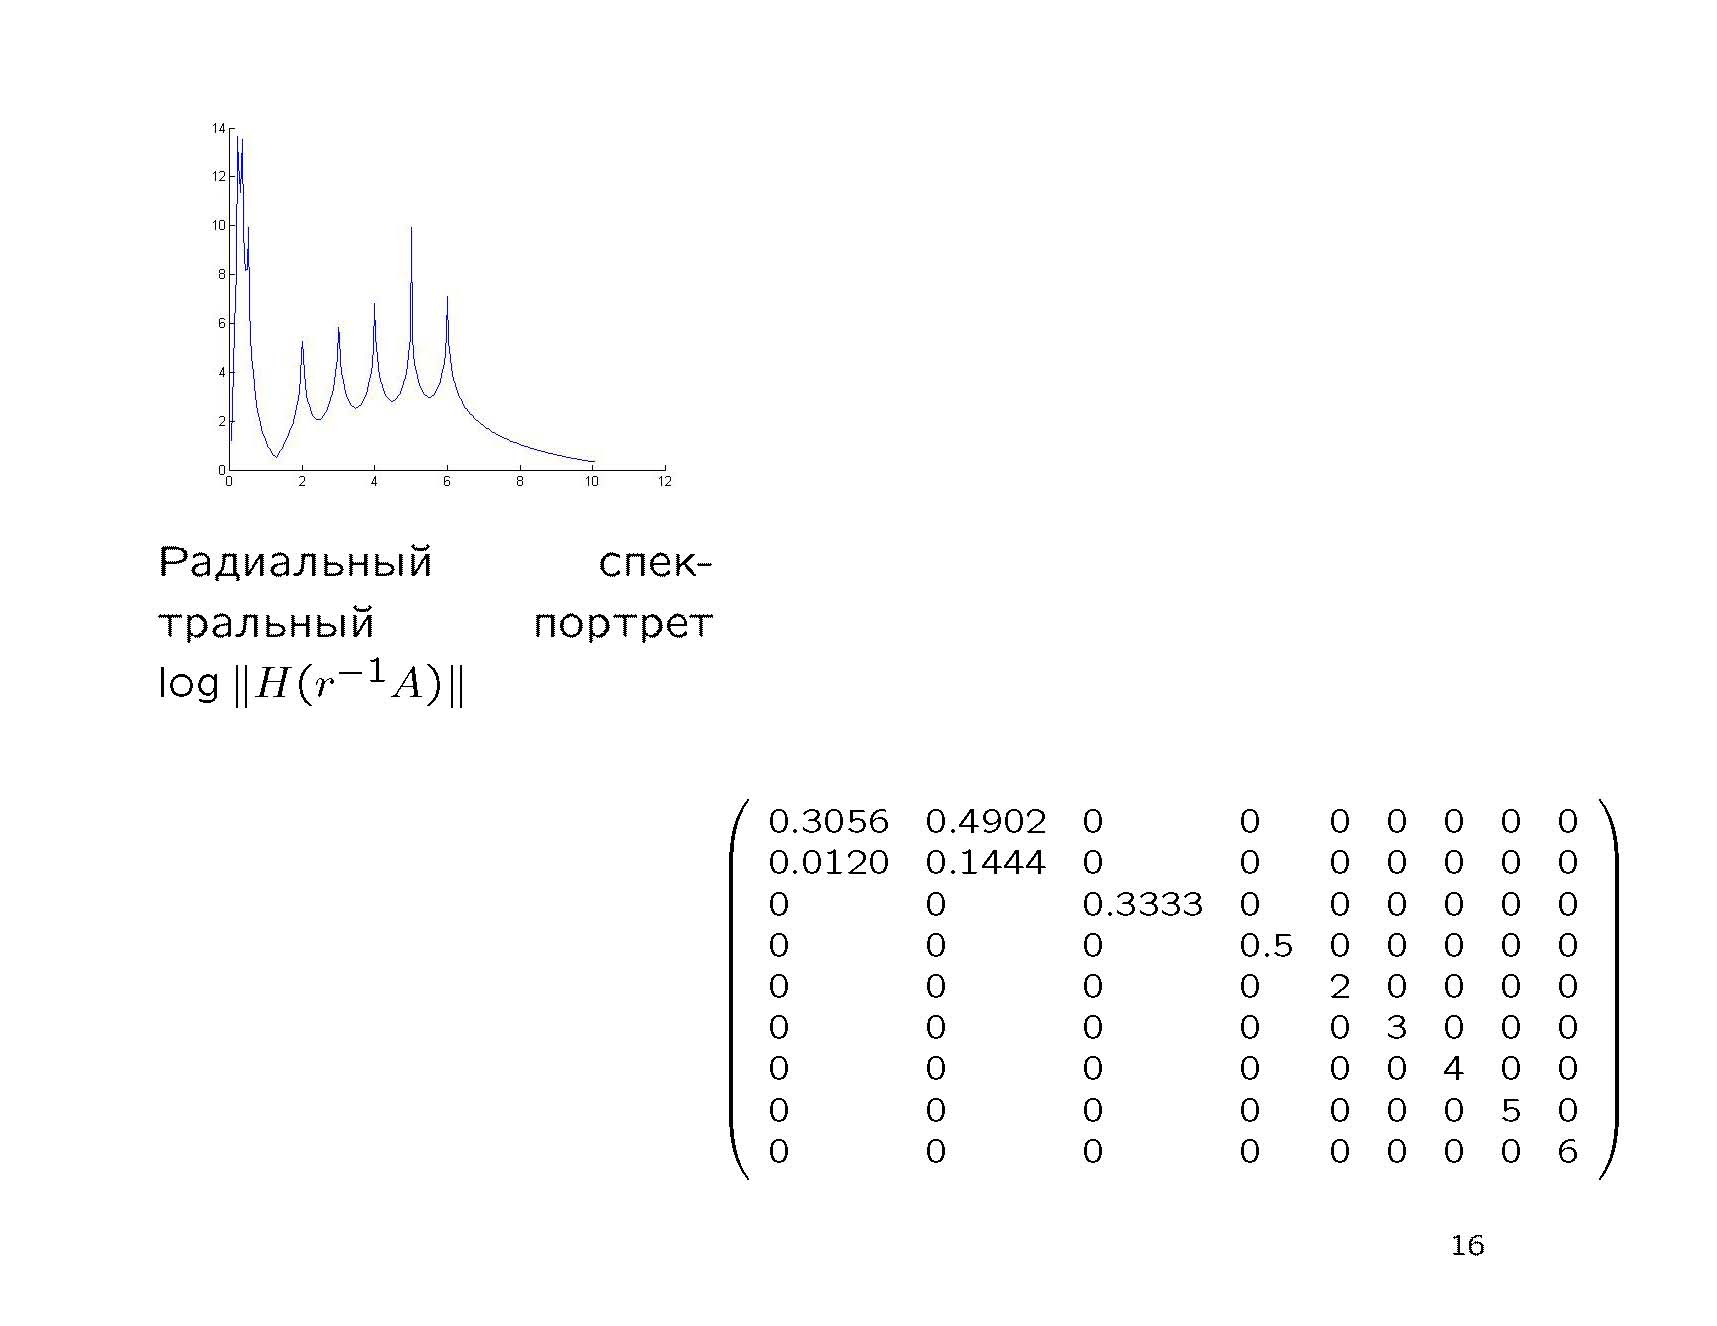 14
12
10
8
6
4
2
0
0 2 4 6 8 10 12
Радиальный спек-
тральный портрет
log ∥H(r⁻¹A)∥
0.3056 0.4902 0 0 0 0 0 0 0
0.0120 0.1444 0 0 0 0 0 0 0
0 0 0.3333 0 0 0 0 0 0
0 0 0 0.5 0 0 0 0 0
0 0 0 0 2 0 0 0 0
0 0 0 0 0 3 0 0 0
0 0 0 0 0 0 4 0 0
0 0 0 0 0 0 0 5 0
0 0 0 0 0 0 0 0 6
16